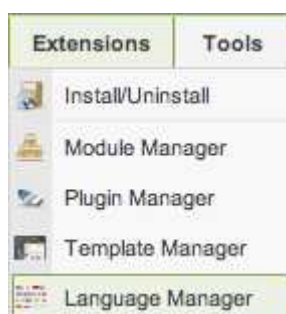 Extensions Tools
Install/Uninstall
Module Manager
Plugin Manager
Template Manager
Language Manager